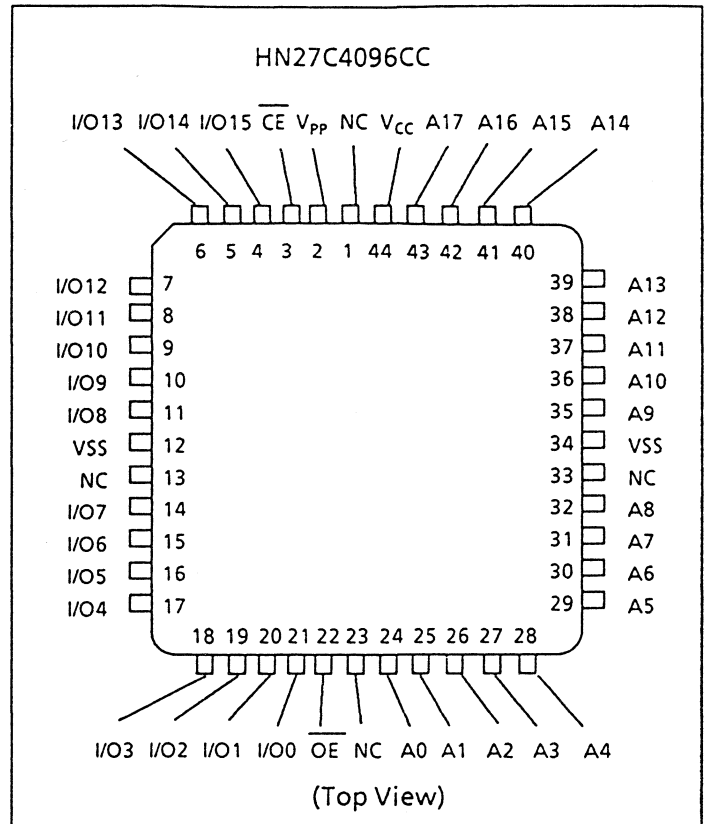 HN27C4096CC
I/O13 I/O14 I/O15 C̅E̅ VPP NC VCC A17 A16 A15 A14
6 5 4 3 2 1 44 43 42 41 40
I/O12 7 39 A13
I/O11 8 38 A12
I/O10 9 37 A11
I/O9 10 36 A10
I/O8 11 35 A9
VSS 12 34 VSS
NC 13 33 NC
I/O7 14 32 A8
I/O6 15 31 A7
I/O5 16 30 A6
I/O4 17 29 A5
18 19 20 21 22 23 24 25 26 27 28
I/O3 I/O2 I/O1 I/O0 O̅E̅ NC A0 A1 A2 A3 A4
(Top View)